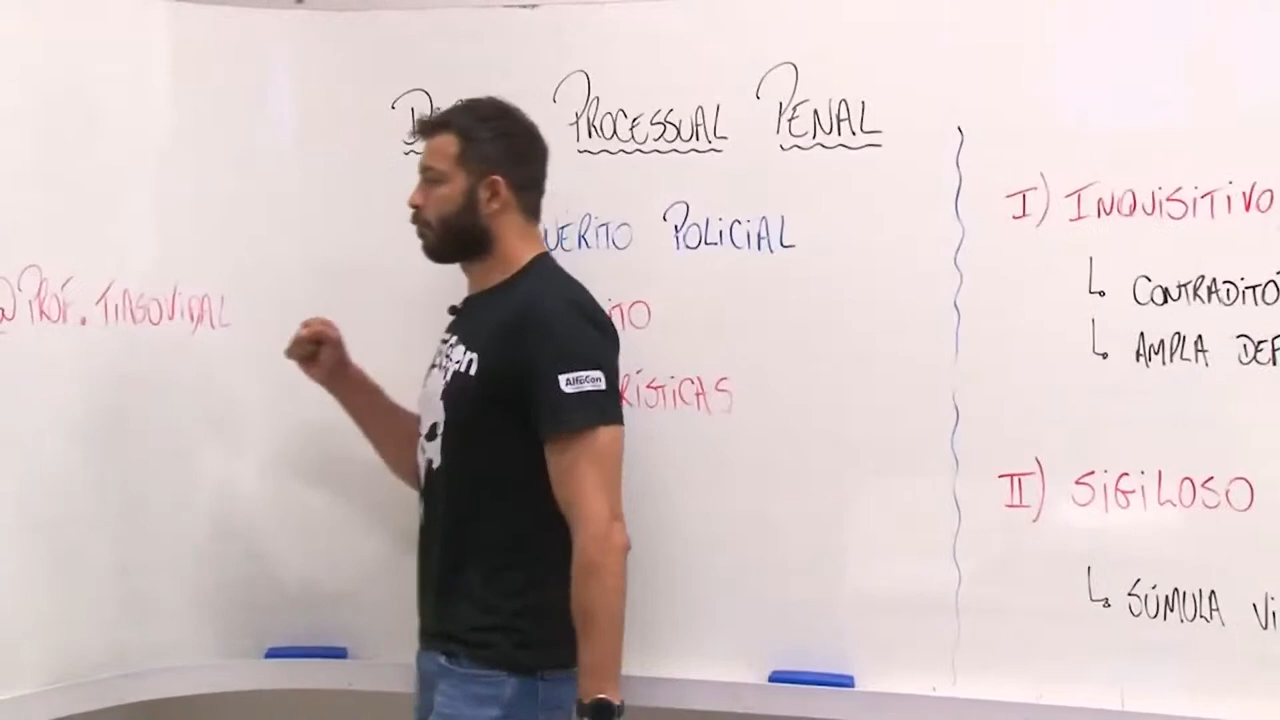 PROCESSUAL PENAL
POLICIAL
@PROF. TIAGOVIDAL
AlfaCon
I) INQUISITIVO
↳ CONTRADITÓ
↳ AMPLA DEF
II) SIGILOSO
↳ SÚMULA VI